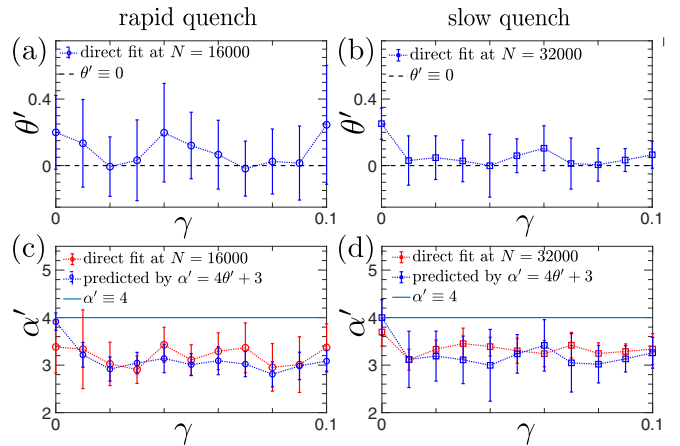 rapid quench
slow quench
(a)
direct fit at N = 16000
θ′ ≡ 0
0.4
0
θ′
0
γ
0.1
(b)
direct fit at N = 32000
θ′ ≡ 0
0.4
0
θ′
0
γ
0.1
(c)
direct fit at N = 16000
predicted by α′ = 4θ′ + 3
α′ ≡ 4
5
4
3
2
α′
0
γ
0.1
(d)
direct fit at N = 32000
predicted by α′ = 4θ′ + 3
α′ ≡ 4
5
4
3
2
α′
0
γ
0.1